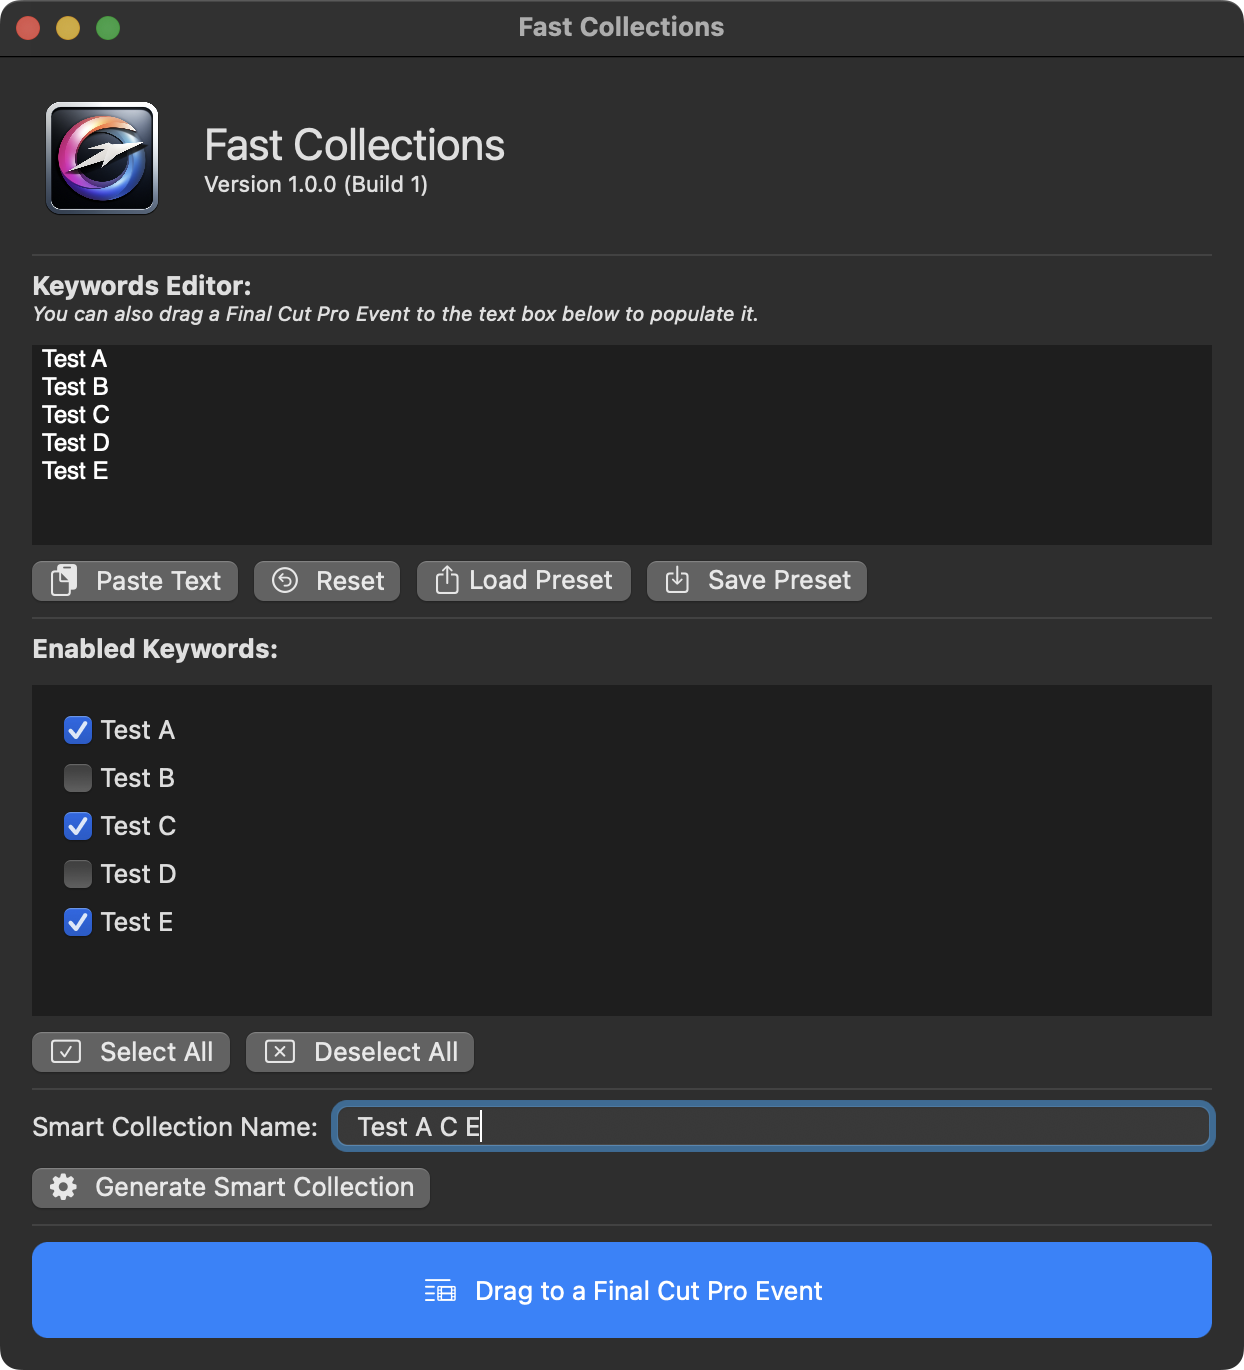 Fast Collections
Fast Collections
Version 1.0.0 (Build 1)
Keywords Editor:
You can also drag a Final Cut Pro Event to the text box below to populate it.
Test A
Test B
Test C
Test D
Test E
Paste Text Reset Load Preset Save Preset
Enabled Keywords:
Test A
Test B
Test C
Test D
Test E
Select All Deselect All
Smart Collection Name: Test A C E
Generate Smart Collection
Drag to a Final Cut Pro Event